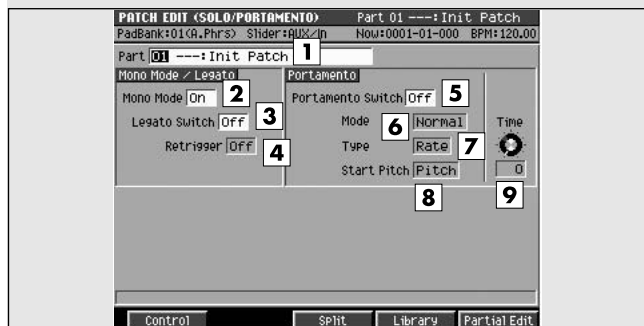 PATCH EDIT (SOLO/PORTAMENTO) Part 01 ---:Init Patch
PadBank:01(A.Phrs) Slider:AUX/In Now:0001-01-000 BPM:120.00
Part 01 ---:Init Patch 1
Mono Mode / Legato Portamento
Mono Mode On 2 Portamento Switch Off 5
Legato Switch Off 3 Mode 6 Normal Time
Retrigger Off 4 Type Rate 7
Start Pitch Pitch 0
8 9
Control Split Library Partial Edit